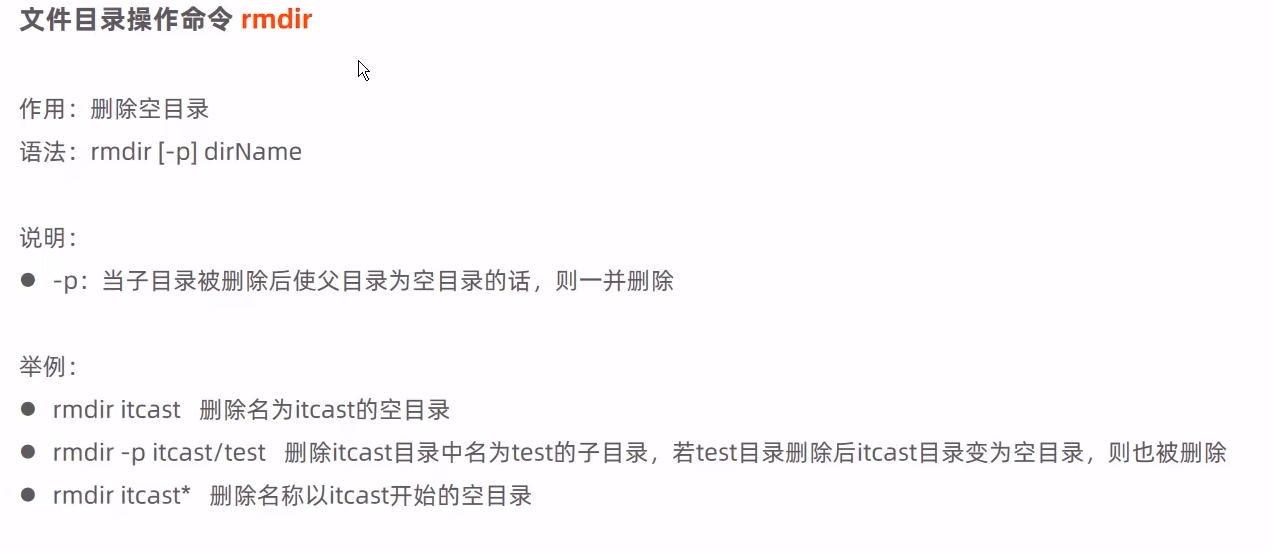 文件目录操作命令 rmdir
作用：删除空目录
语法：rmdir [-p] dirName
说明：
● -p：当子目录被删除后使父目录为空目录的话，则一并删除
举例：
● rmdir itcast 删除名为itcast的空目录
● rmdir -p itcast/test 删除itcast目录中名为test的子目录，若test目录删除后itcast目录变为空目录，则也被删除
● rmdir itcast* 删除名称以itcast开始的空目录